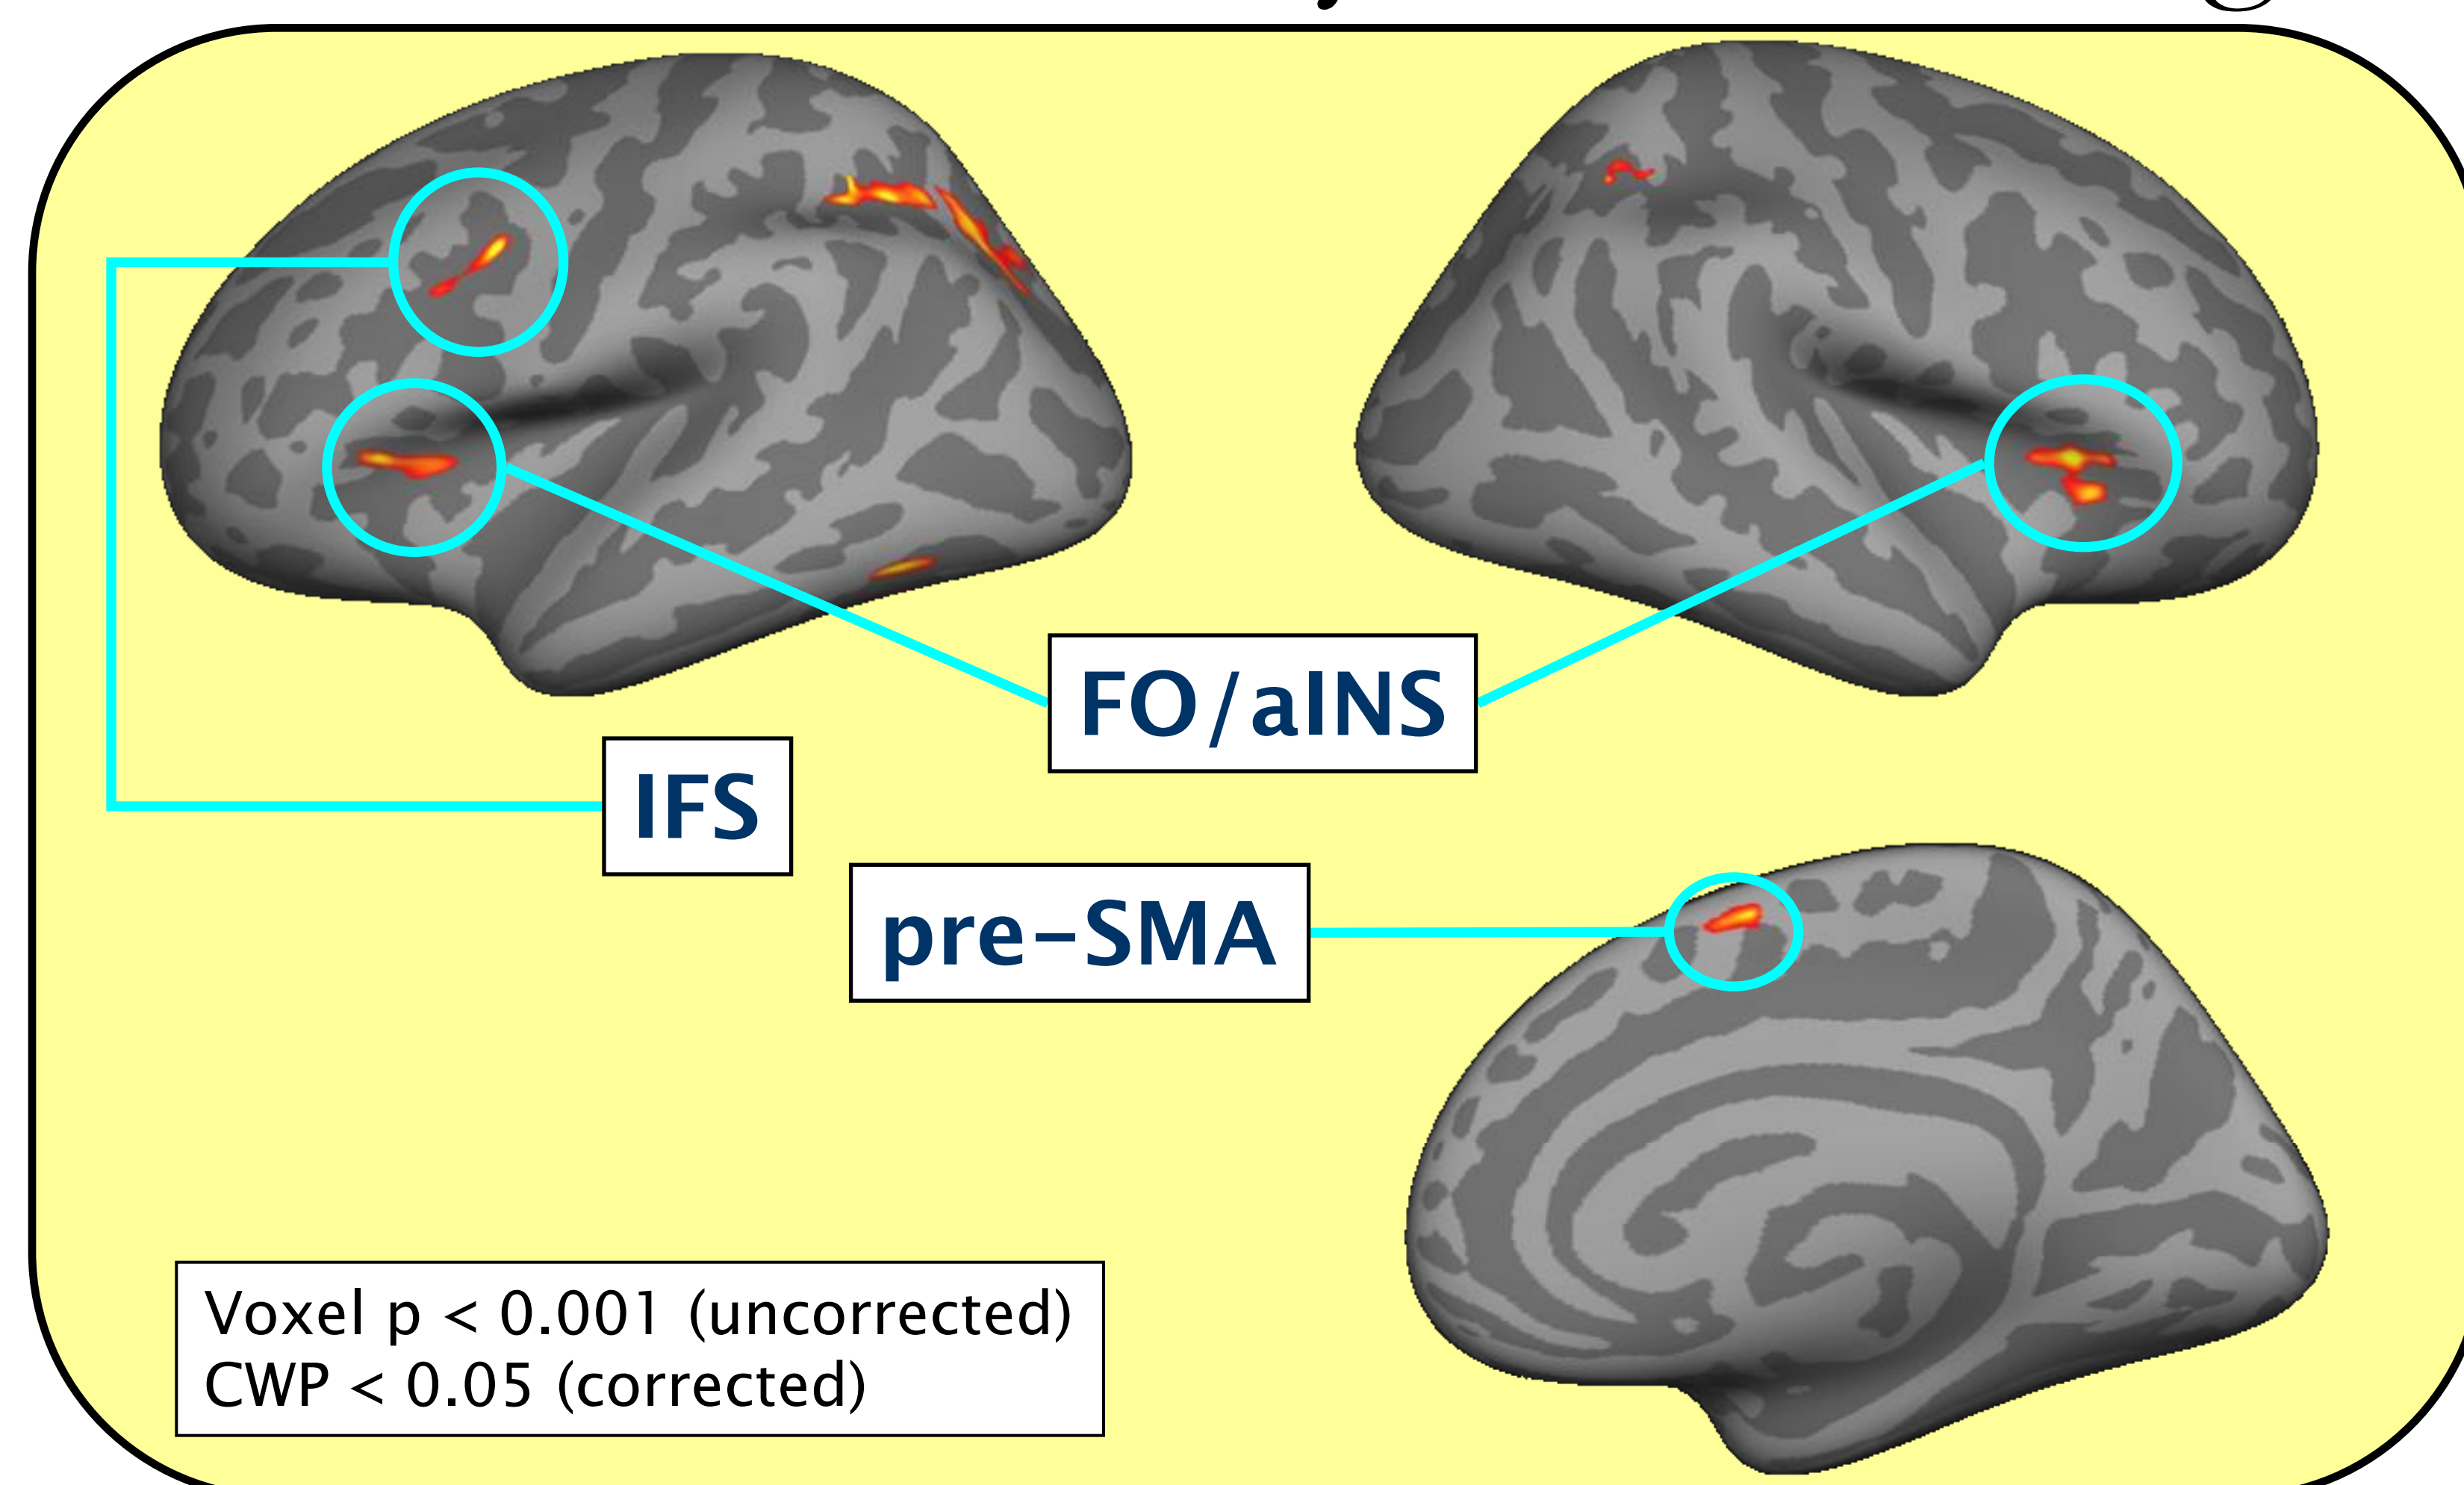 FO/aINS
IFS
pre-SMA
Voxel p < 0.001 (uncorrected)
CWP < 0.05 (corrected)